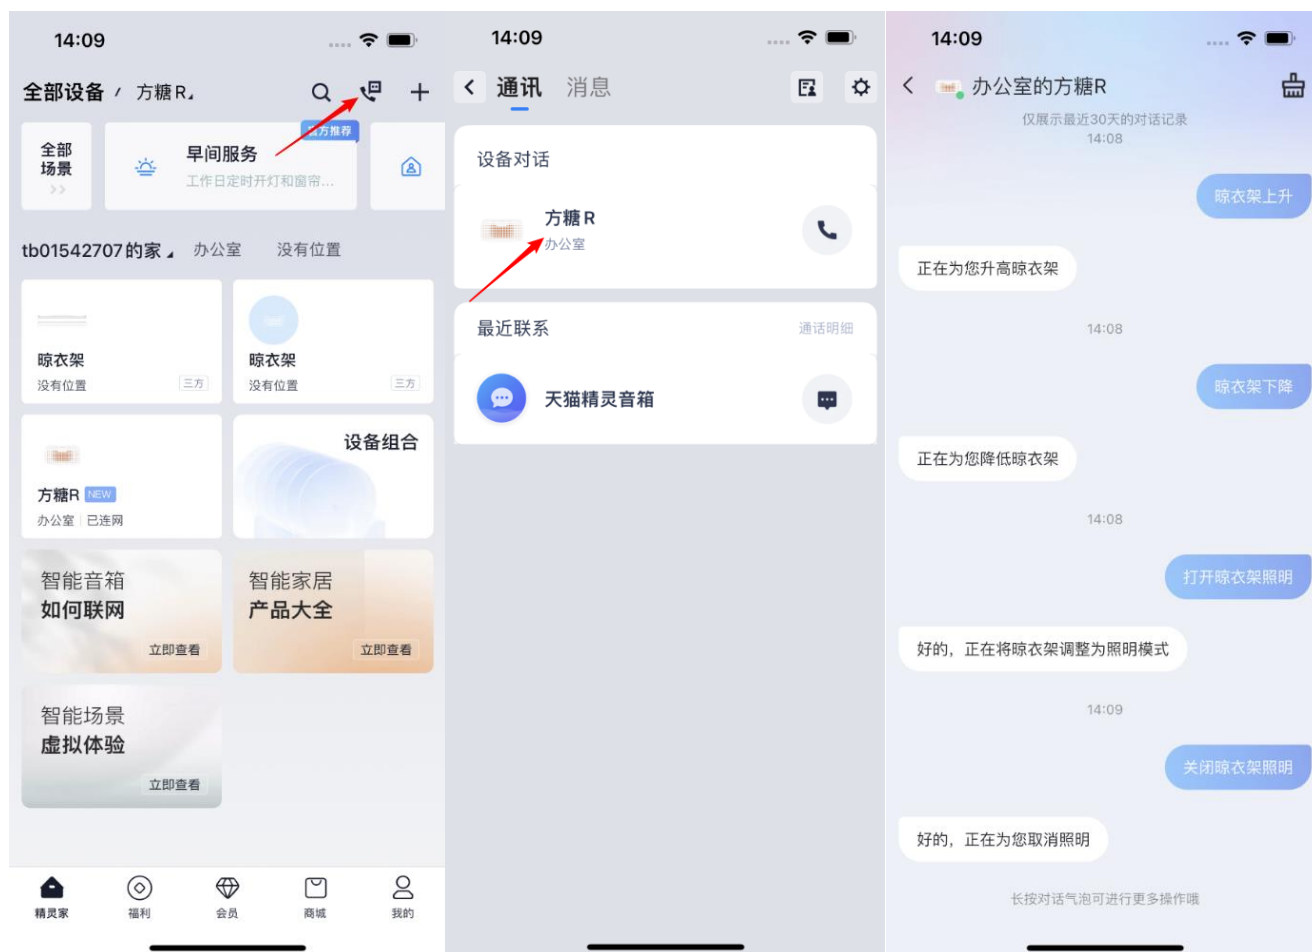 14:09
全部设备 / 方糖R
官方推荐
全部
场景
>>
早间服务
工作日定时开灯和窗帘...
tb01542707的家
办公室
没有位置
晾衣架
没有位置
三方
晾衣架
没有位置
三方
方糖R NEW
办公室 | 已连网
设备组合
智能音箱
如何联网
立即查看
智能家居
产品大全
立即查看
智能场景
虚拟体验
立即查看
精灵家
福利
会员
商城
我的
14:09
通讯 消息
设备对话
方糖R
办公室
最近联系
通话明细
天猫精灵音箱
14:09
办公室的方糖R
仅展示最近30天的对话记录
14:08
晾衣架上升
正在为您升高晾衣架
14:08
晾衣架下降
正在为您降低晾衣架
14:08
打开晾衣架照明
好的，正在将晾衣架调整为照明模式
14:09
关闭晾衣架照明
好的，正在为您取消照明
长按对话气泡可进行更多操作哦